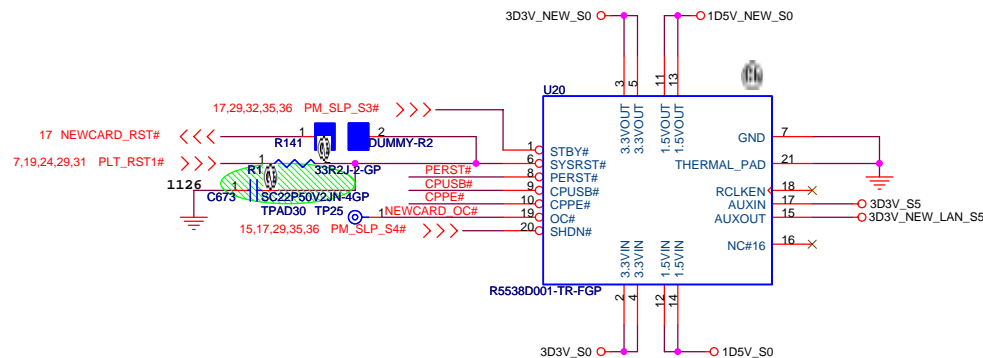 3D3V_NEW_S0
1D5V_NEW_S0
3
5
11
13
U20
3.3VOUT
3.3VOUT
1.5VOUT
1.5VOUT
17,29,32,35,36 PM_SLP_S3#
17 NEWCARD_RST#
1
2
R141
DUMMY-R2
7,19,24,29,31 PLT_RST1#
1
R1
33R2J-2-GP
1126
1
C673
SC22P50V2JN-4GP
TPAD30 TP25
1
NEWCARD_OC#
15,17,29,35,36 PM_SLP_S4#
PERST#
CPUSB#
CPPE#
1 STBY#
6 SYSRST#
8 PERST#
9 CPUSB#
10 CPPE#
19 OC#
20 SHDN#
GND 7
THERMAL_PAD 21
RCLKEN 18
AUXIN 17 3D3V_S5
AUXOUT 15 3D3V_NEW_LAN_S5
NC#16 16
3.3VIN
3.3VIN
1.5VIN
1.5VIN
R5538D001-TR-FGP
2
4
12
14
3D3V_S0
1D5V_S0